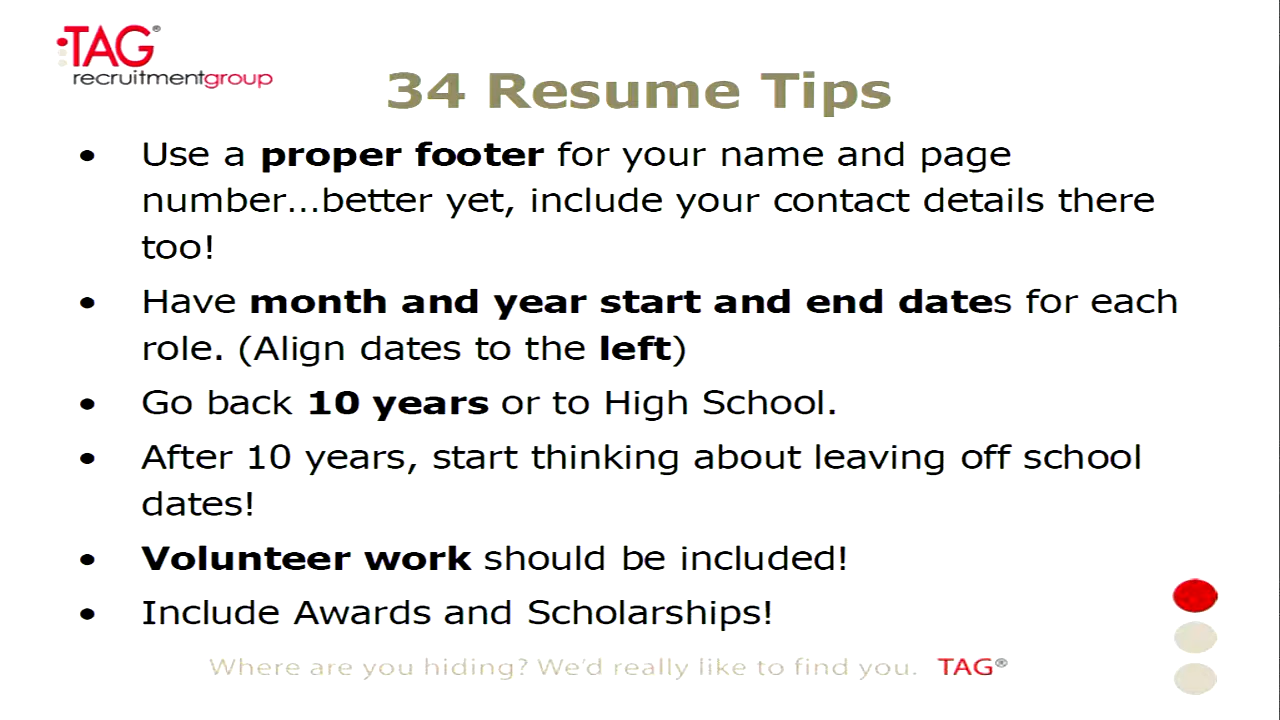 TAG®
recruitmentgroup
34 Resume Tips
• Use a proper footer for your name and page
number...better yet, include your contact details there
too!
• Have month and year start and end dates for each
role. (Align dates to the left)
• Go back 10 years or to High School.
• After 10 years, start thinking about leaving off school
dates!
• Volunteer work should be included!
• Include Awards and Scholarships!
Where are you hiding? We'd really like to find you. TAG®